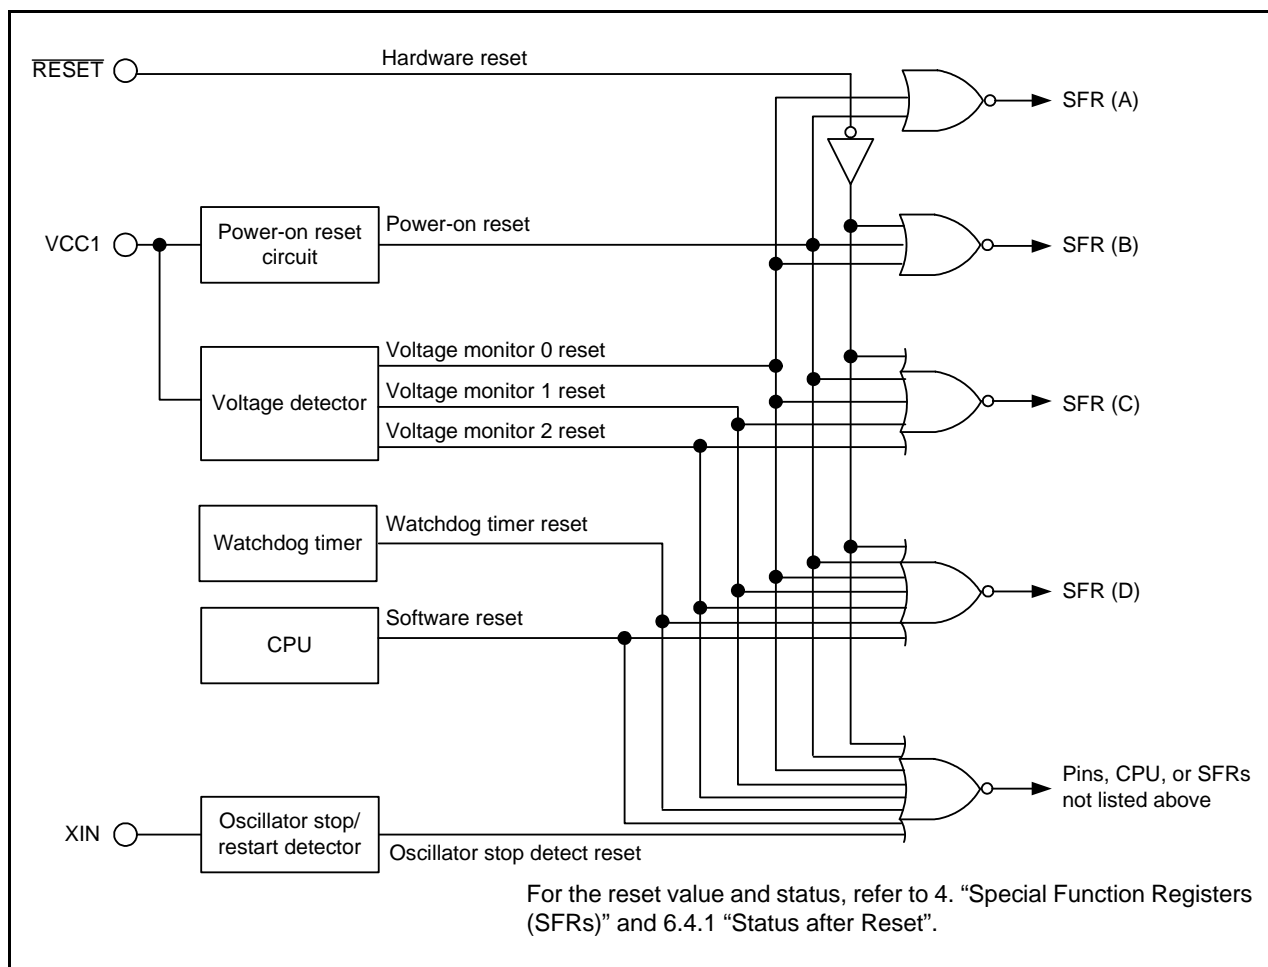 RESET
Hardware reset
SFR (A)
VCC1
Power-on reset
circuit
Power-on reset
SFR (B)
Voltage detector
Voltage monitor 0 reset
Voltage monitor 1 reset
Voltage monitor 2 reset
SFR (C)
Watchdog timer
Watchdog timer reset
SFR (D)
CPU
Software reset
XIN
Oscillator stop/
restart detector
Oscillator stop detect reset
Pins, CPU, or SFRs
not listed above
For the reset value and status, refer to 4. “Special Function Registers
(SFRs)” and 6.4.1 “Status after Reset”.